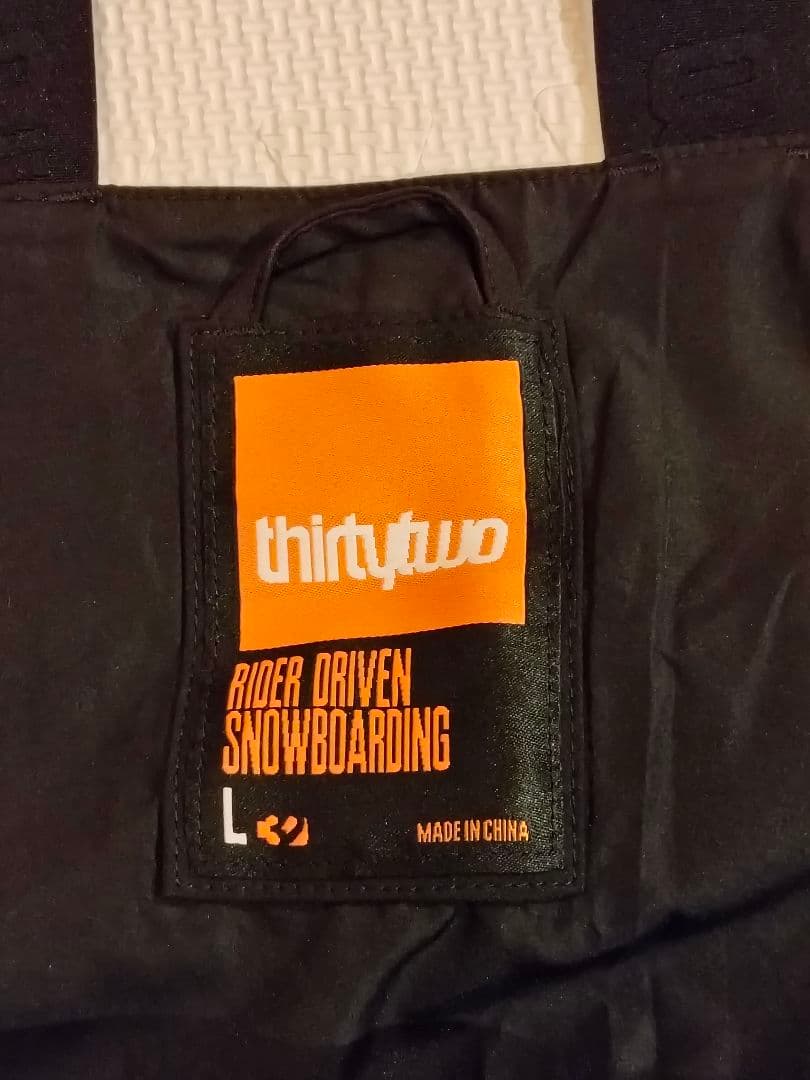 thirtytwo
RIDER DRIVEN
SNOWBOARDING
L 32
MADE IN CHINA